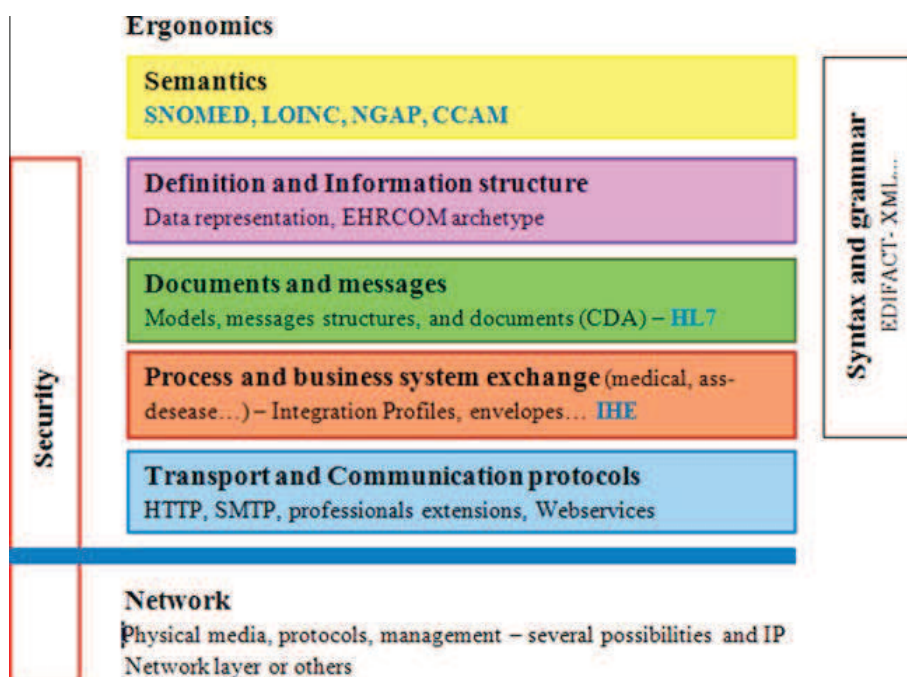 Ergonomics
Semantics
SNOMED, LOINC, NGAP, CCAM
Definition and Information structure
Data representation, EHRCOM archetype
Documents and messages
Models, messages structures, and documents (CDA) – HL7
Process and business system exchange (medical, ass-
desease...) – Integration Profiles, envelopes... IHE
Transport and Communication protocols
HTTP, SMTP, professionals extensions, Webservices
Network
Physical media, protocols, management – several possibilities and IP
Network layer or others
Security
Syntax and grammar
EDIFACT- XML...